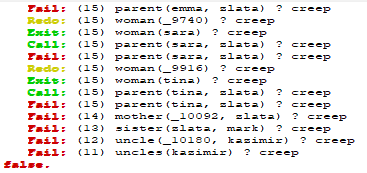 Fail: (15) parent(emma, zlata) ? creep
Redo: (15) woman(_9740) ? creep
Exit: (15) woman(sara) ? creep
Call: (15) parent(sara, zlata) ? creep
Fail: (15) parent(sara, zlata) ? creep
Redo: (15) woman(_9916) ? creep
Exit: (15) woman(tina) ? creep
Call: (15) parent(tina, zlata) ? creep
Fail: (15) parent(tina, zlata) ? creep
Fail: (14) mother(_10092, zlata) ? creep
Fail: (13) sister(zlata, mark) ? creep
Fail: (12) uncle(_10180, kazimir) ? creep
Fail: (11) uncles(kazimir) ? creep
false.